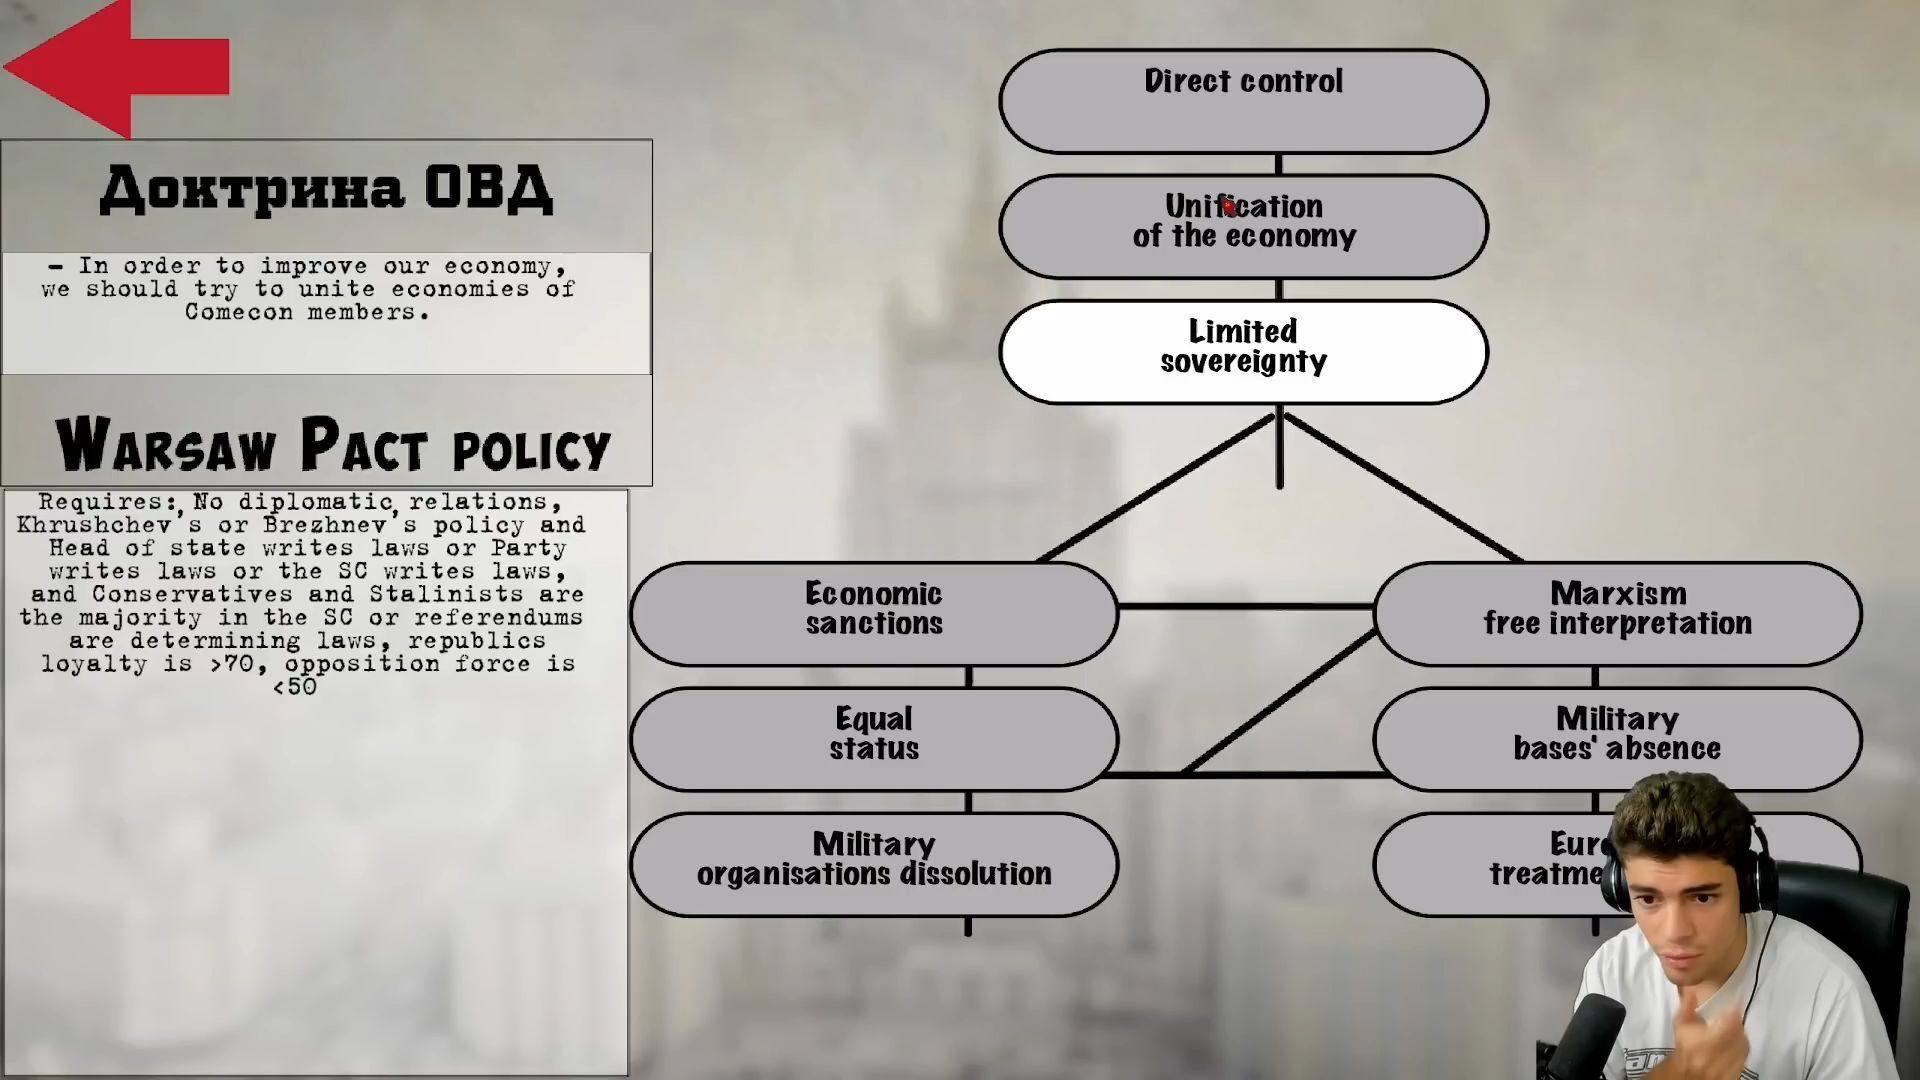 Доктрина ОВД
– In order to improve our economy,
we should try to unite economies of
Comecon members.
Warsaw Pact policy
Requires: No diplomatic relations,
Khrushchev's or Brezhnev's policy and
Head of state writes laws or Party
writes laws or the SC writes laws,
and Conservatives and Stalinists are
the majority in the SC or referendums
are determining laws, republics
loyalty is >70, opposition force is
<50
Direct control
Unification
of the economy
Limited
sovereignty
Economic
sanctions
Marxism
free interpretation
Equal
status
Military
bases' absence
Military
organisations dissolution